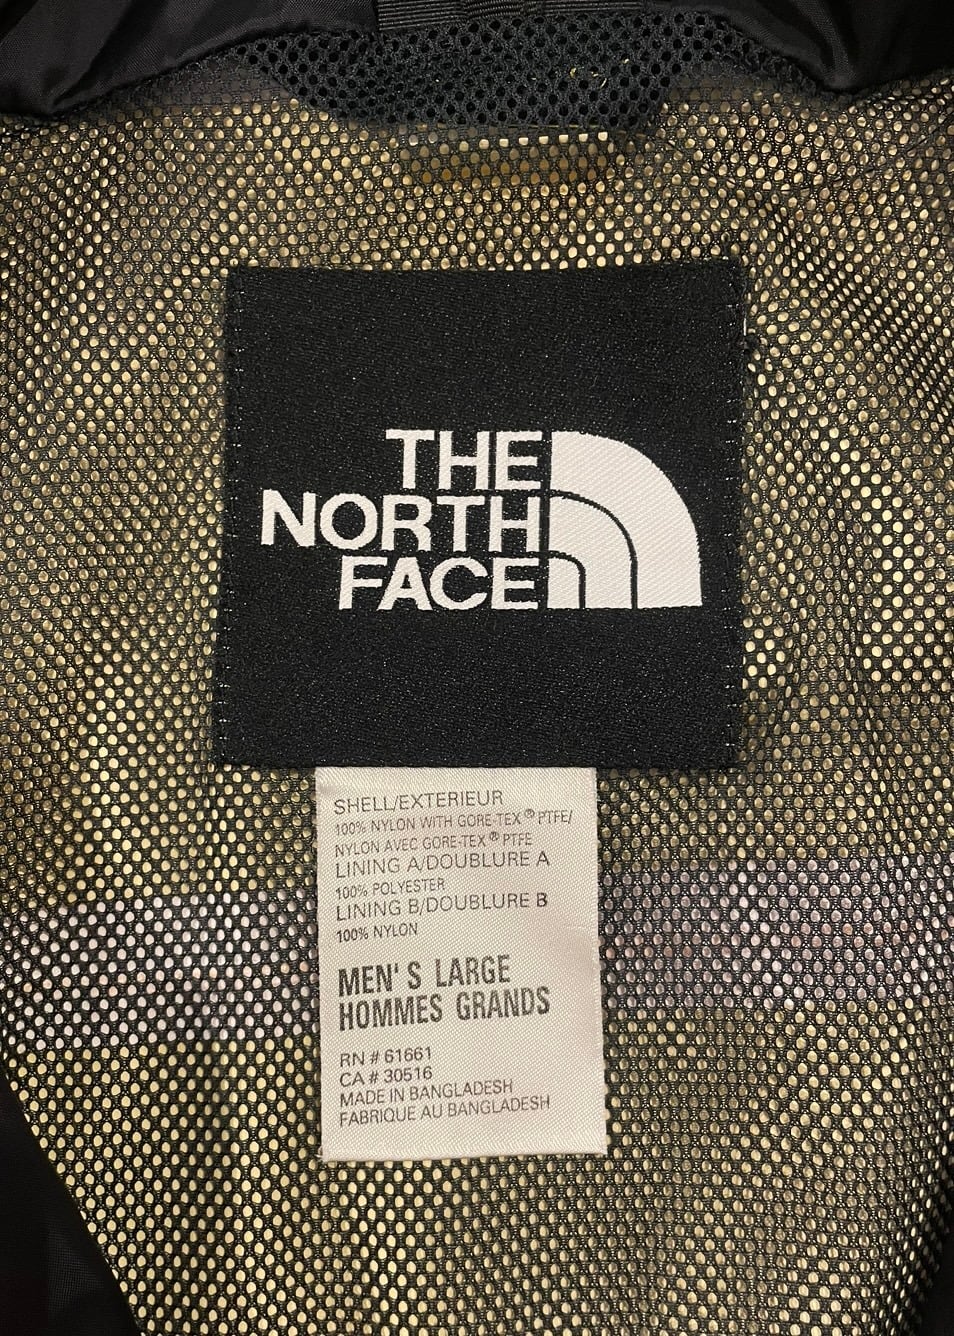 THE
NORTH
FACE
SHELL/EXTERIEUR
100% NYLON WITH GORE-TEX® PTFE/
NYLON AVEC GORE-TEX® PTFE
LINING A/DOUBLURE A
100% POLYESTER
LINING B/DOUBLURE B
100% NYLON
MEN'S LARGE
HOMMES GRANDS
RN # 61661
CA # 30516
MADE IN BANGLADESH
FABRIQUE AU BANGLADESH